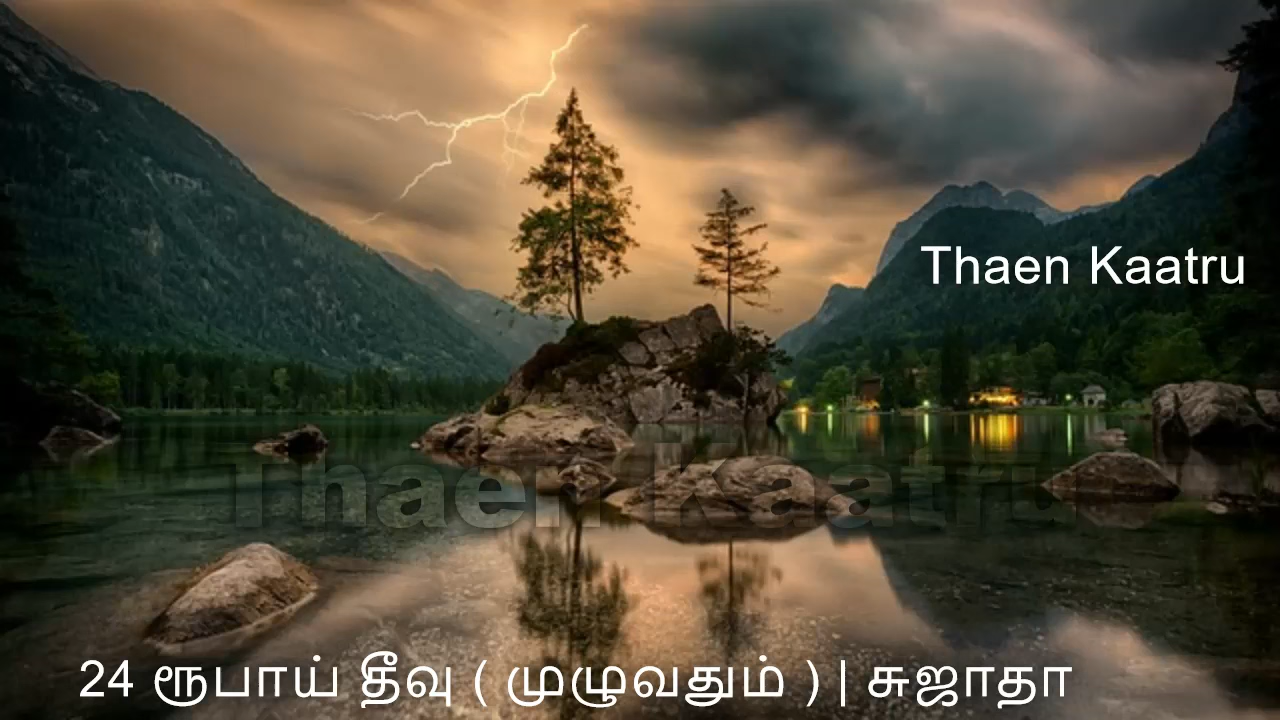 Thaen Kaatru
Thaen Kaatru
24 ரூபாய் தீவு ( முழுவதும் ) | சுஜாதா